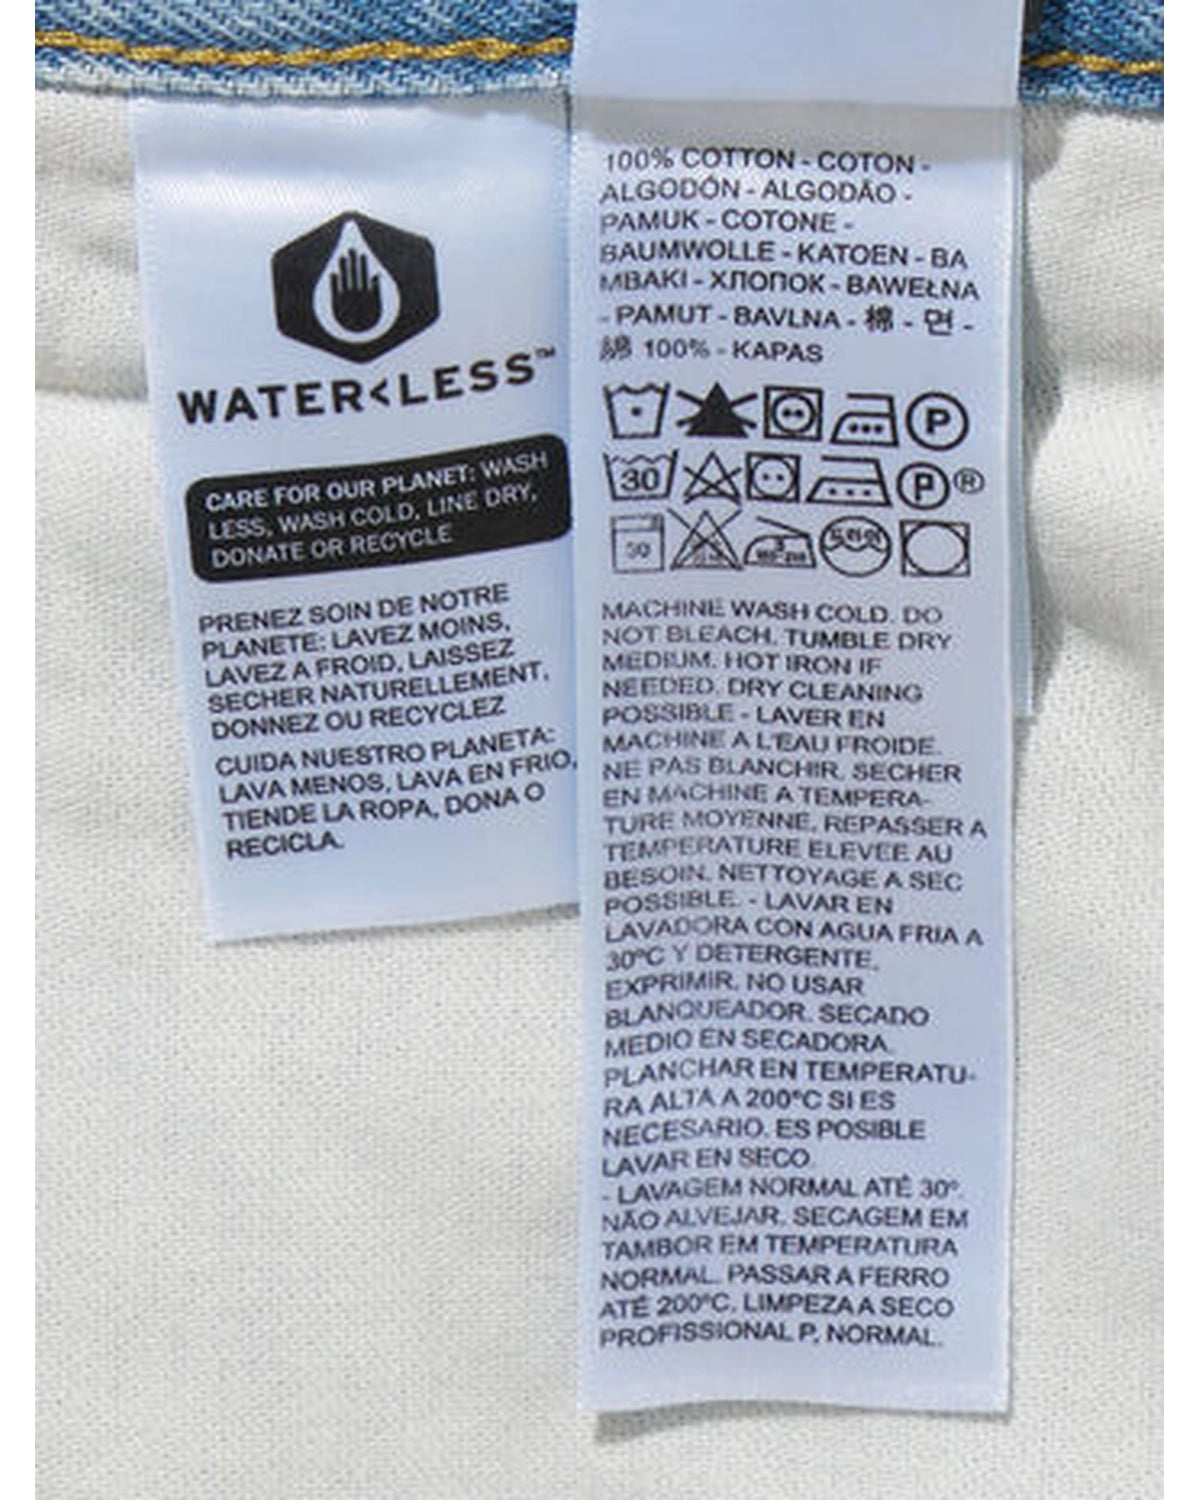 WATER<LESS™
CARE FOR OUR PLANET: WASH
LESS, WASH COLD, LINE DRY,
DONATE OR RECYCLE
PRENEZ SOIN DE NOTRE
PLANETE: LAVEZ MOINS,
LAVEZ A FROID, LAISSEZ
SECHER NATURELLEMENT,
DONNEZ OU RECYCLEZ
CUIDA NUESTRO PLANETA:
LAVA MENOS, LAVA EN FRIO,
TIENDE LA ROPA, DONA O
RECICLA.
100% COTTON - COTON -
ALGODÓN - ALGODÃO -
PAMUK - COTONE -
BAUMWOLLE - KATOEN - BA
MBAKI - ХЛОПОК - BAWEŁNA
- PAMUT - BAVLNA - 棉 - 면 -
綿 100% - KAPAS
P
30 P ®
30 드라이
MACHINE WASH COLD. DO
NOT BLEACH. TUMBLE DRY
MEDIUM. HOT IRON IF
NEEDED. DRY CLEANING
POSSIBLE - LAVER EN
MACHINE A L'EAU FROIDE.
NE PAS BLANCHIR. SECHER
EN MACHINE A TEMPERA-
TURE MOYENNE, REPASSER A
TEMPERATURE ELEVEE AU
BESOIN. NETTOYAGE A SEC
POSSIBLE. - LAVAR EN
LAVADORA CON AGUA FRIA A
30°C Y DETERGENTE.
EXPRIMIR. NO USAR
BLANQUEADOR. SECADO
MEDIO EN SECADORA.
PLANCHAR EN TEMPERATU-
RA ALTA A 200°C SI ES
NECESARIO. ES POSIBLE
LAVAR EN SECO.
- LAVAGEM NORMAL ATÉ 30°.
NÃO ALVEJAR. SECAGEM EM
TAMBOR EM TEMPERATURA
NORMAL. PASSAR A FERRO
ATÉ 200°C. LIMPEZA A SECO
PROFISSIONAL P, NORMAL.